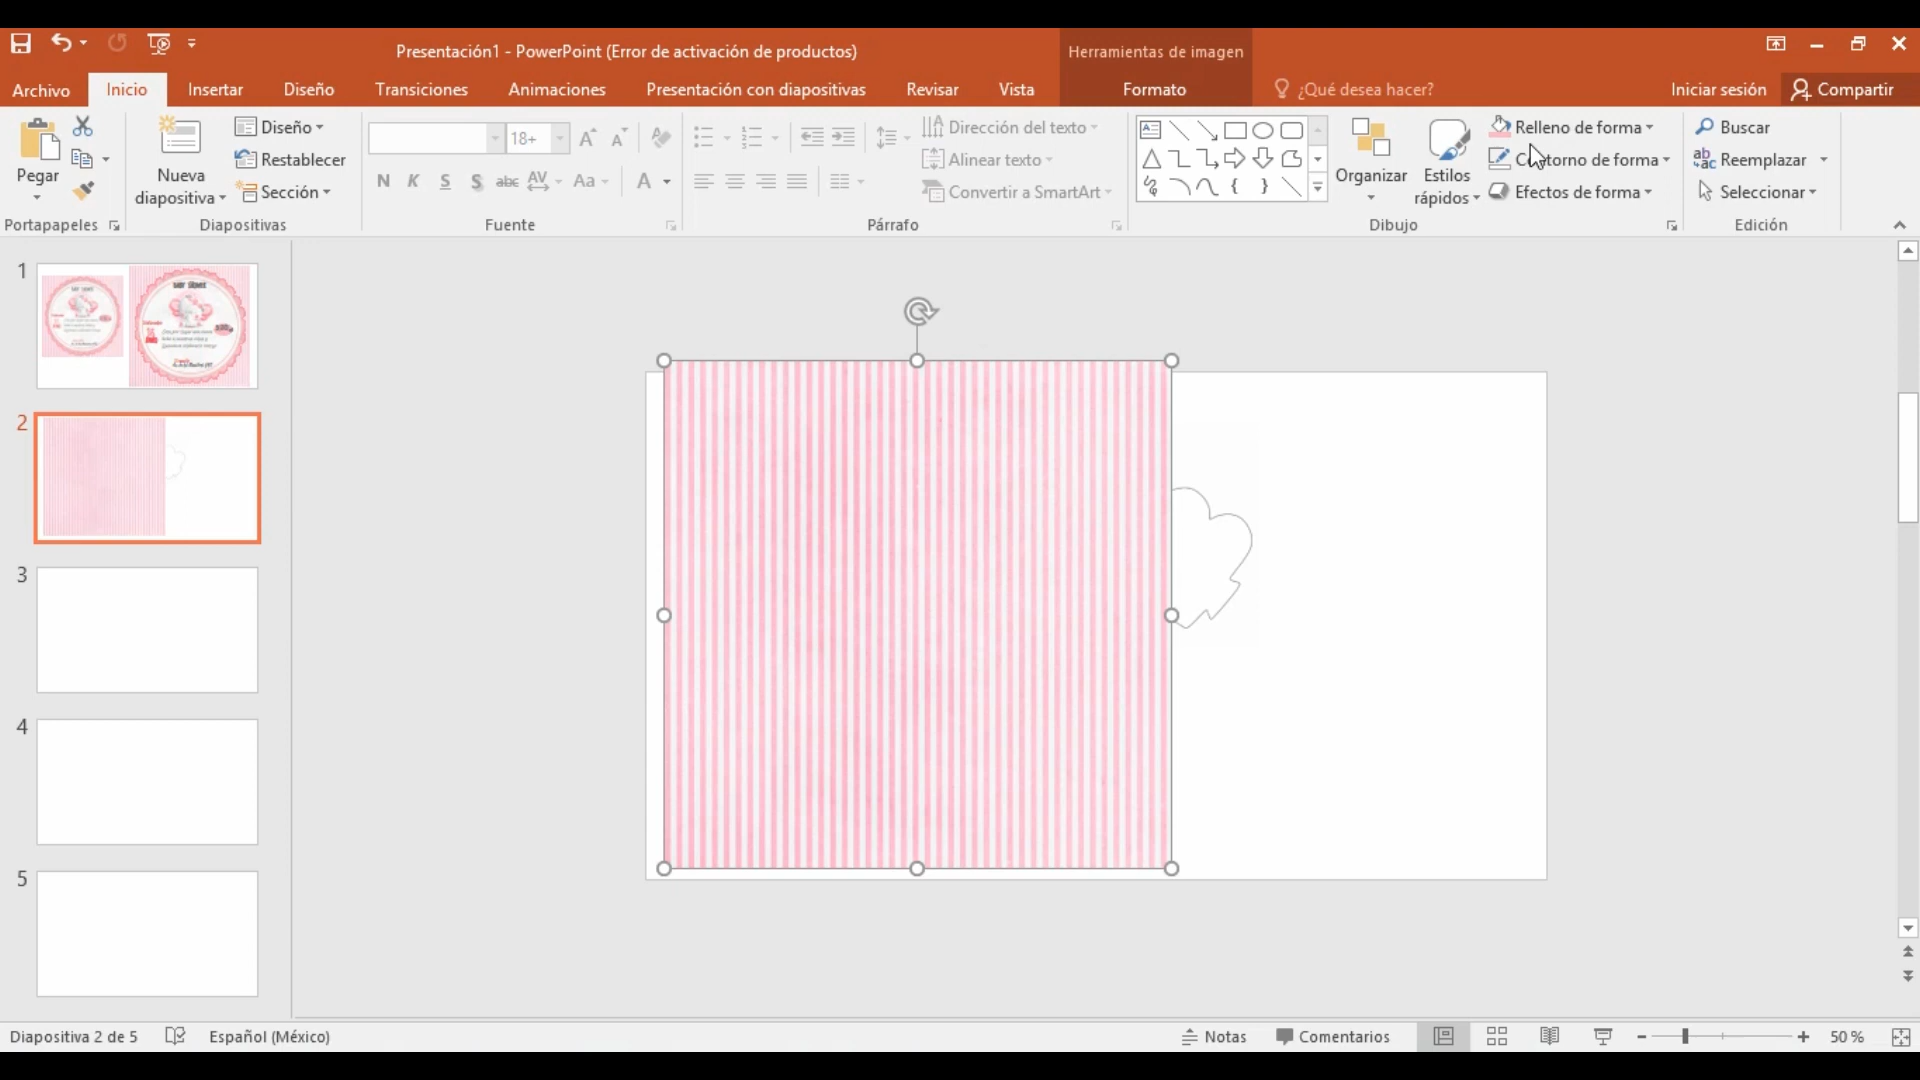 Presentación1 - PowerPoint (Error de activación de productos)
Herramientas de imagen
Archivo Inicio Insertar Diseño Transiciones Animaciones Presentación con diapositivas Revisar Vista Formato ¿Qué desea hacer? Iniciar sesión Compartir
Pegar
Nueva diapositiva
Diseño
Restablecer
Sección
18+
N K S S abc AV Aa A
Dirección del texto
Alinear texto
Convertir a SmartArt
Organizar
Estilos rápidos
Relleno de forma
Contorno de forma
Efectos de forma
Buscar
Reemplazar
Seleccionar
Portapapeles Diapositivas Fuente Párrafo Dibujo Edición
1
2
3
4
5
Diapositiva 2 de 5 Español (México) Notas Comentarios 50 %